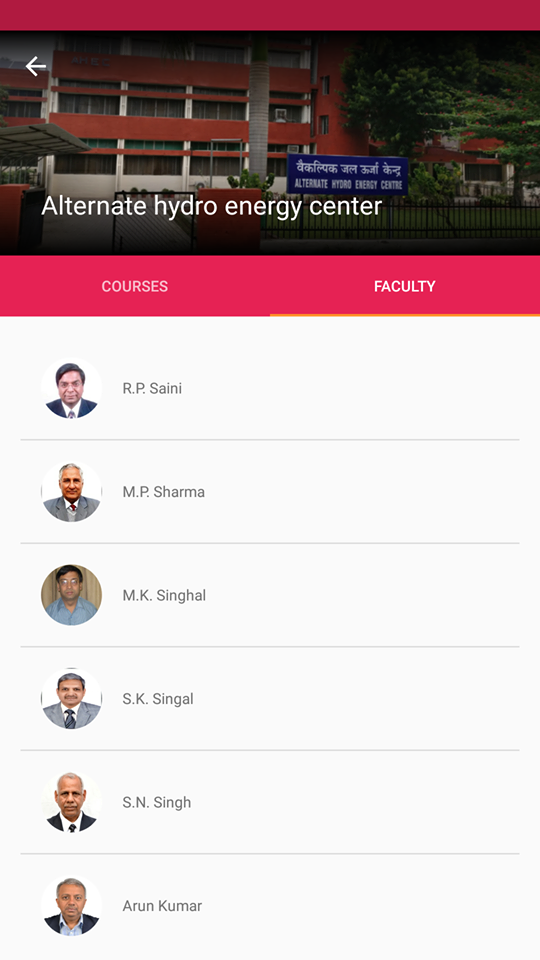 वैकल्पिक जल ऊर्जा केन्द्र
ALTERNATE HYDRO ENERGY CENTRE
Alternate hydro energy center
COURSES
FACULTY
R.P. Saini
M.P. Sharma
M.K. Singhal
S.K. Singal
S.N. Singh
Arun Kumar